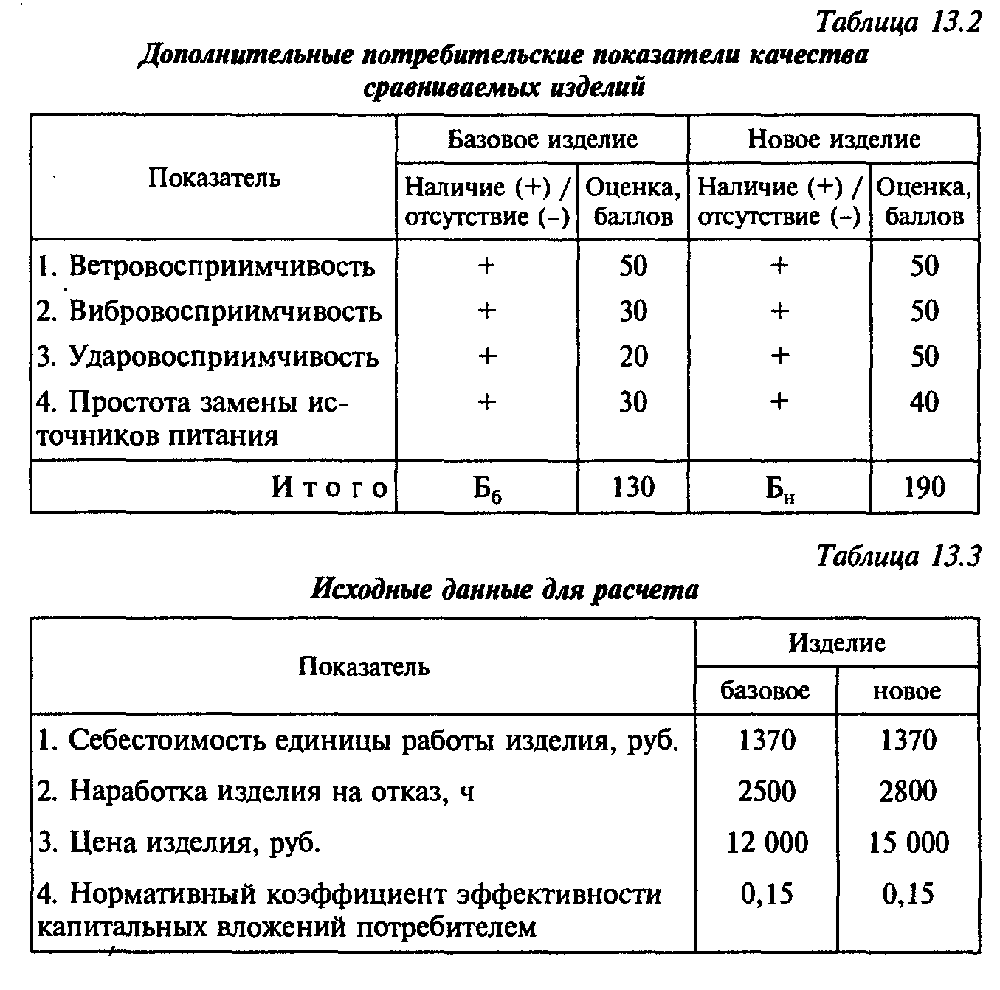 Таблица 13.2
Дополнительные потребительские показатели качества
сравниваемых изделий
Показатель
Базовое изделие
Новое изделие
Наличие (+) /
отсутствие (–)
Оценка,
баллов
Наличие (+) /
отсутствие (–)
Оценка,
баллов
1. Ветровосприимчивость + 50 + 50
2. Вибровосприимчивость + 30 + 50
3. Ударовосприимчивость + 20 + 50
4. Простота замены ис- + 30 + 40
точников питания
Итого Бб 130 Бн 190
Таблица 13.3
Исходные данные для расчета
Показатель
Изделие
базовое новое
1. Себестоимость единицы работы изделия, руб. 1370 1370
2. Наработка изделия на отказ, ч 2500 2800
3. Цена изделия, руб. 12 000 15 000
4. Нормативный коэффициент эффективности 0,15 0,15
капитальных вложений потребителем